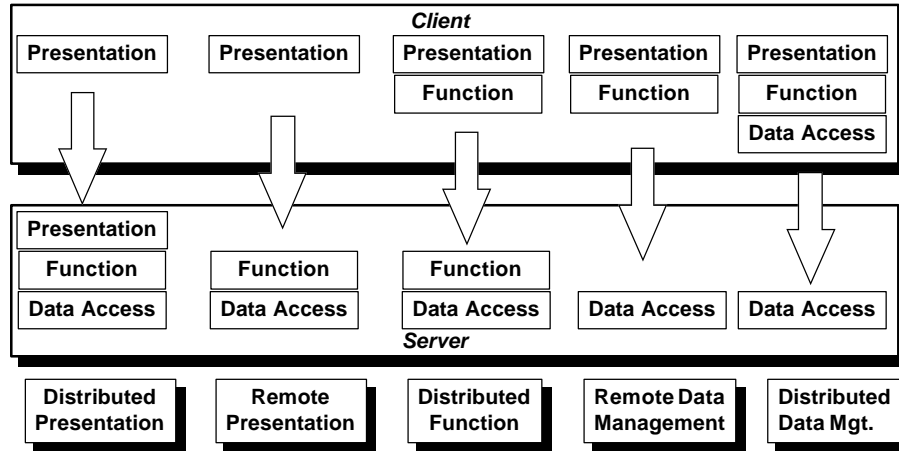 Client
Presentation Presentation Presentation Presentation Presentation
Function Function Function
Data Access
Presentation
Function Function Function
Data Access Data Access Data Access Data Access Data Access
Server
Distributed Remote Distributed Remote Data Distributed
Presentation Presentation Function Management Data Mgt.